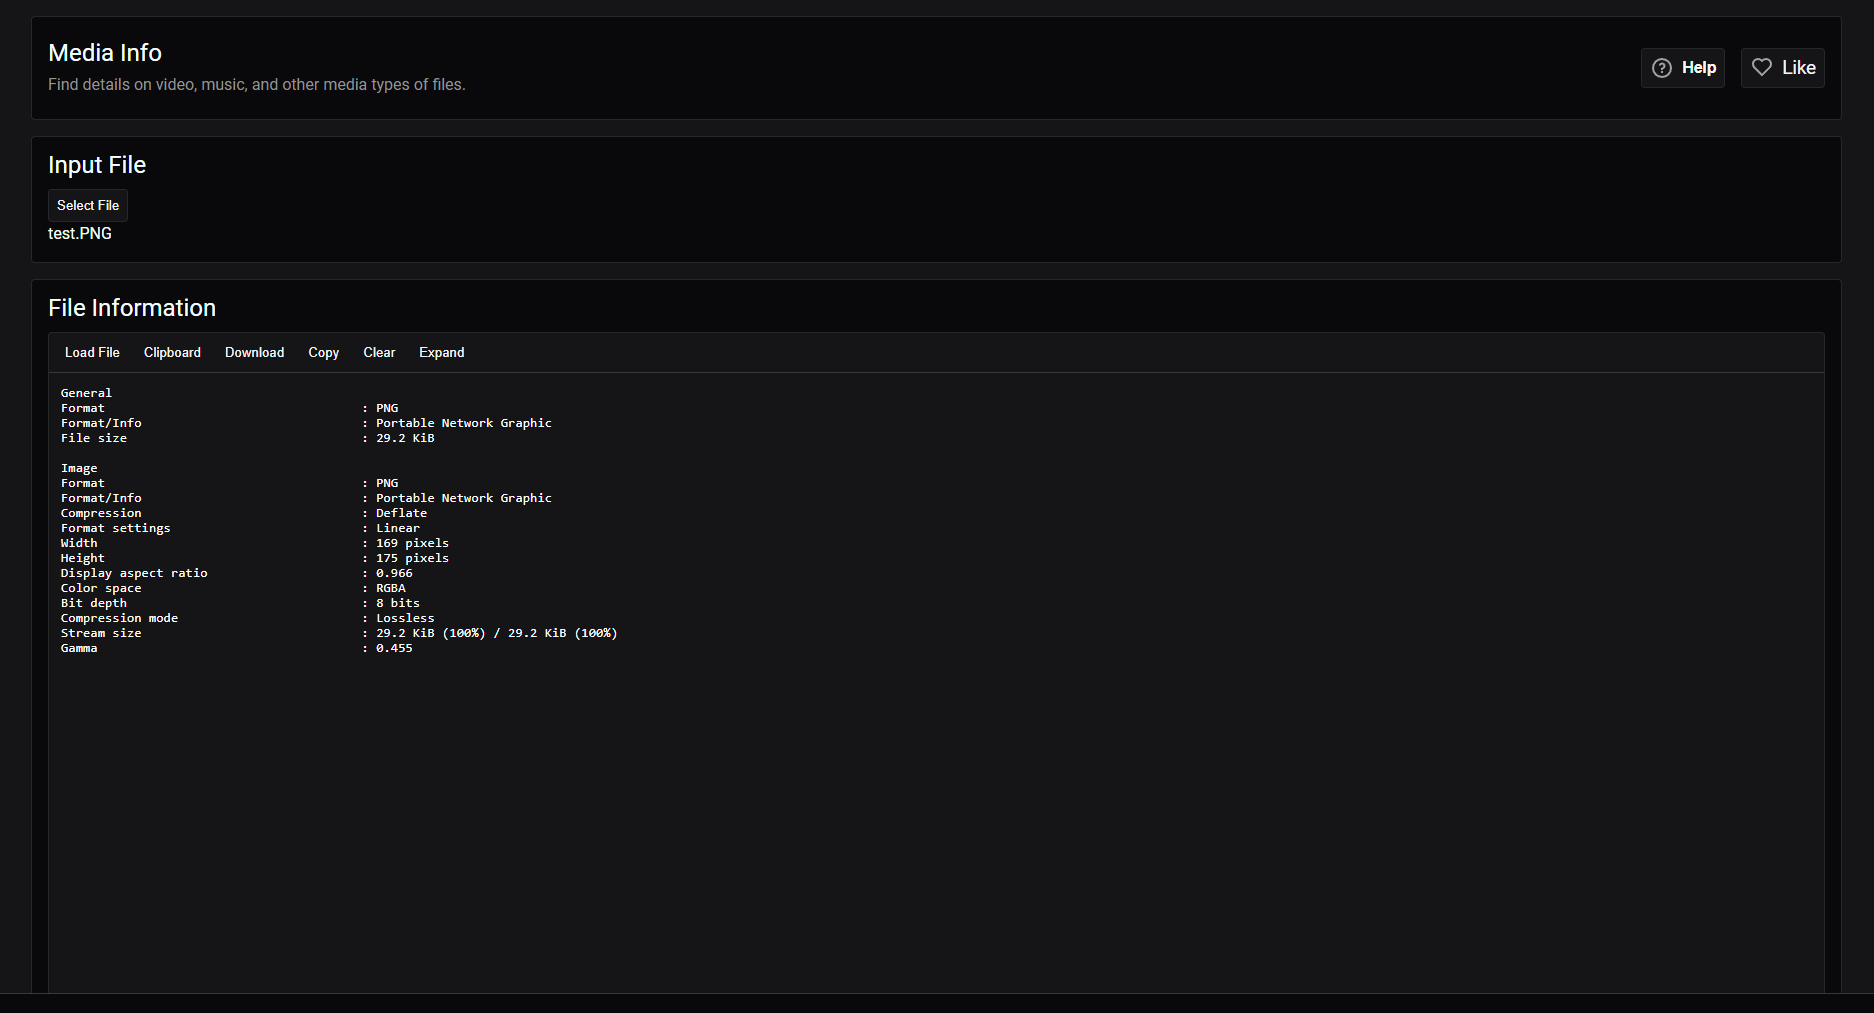 Media Info
Find details on video, music, and other media types of files.
Help
Like
Input File
Select File
test.PNG
File Information
Load File Clipboard Download Copy Clear Expand
General
Format : PNG
Format/Info : Portable Network Graphic
File size : 29.2 KiB
Image
Format : PNG
Format/Info : Portable Network Graphic
Compression : Deflate
Format settings : Linear
Width : 169 pixels
Height : 175 pixels
Display aspect ratio : 0.966
Color space : RGBA
Bit depth : 8 bits
Compression mode : Lossless
Stream size : 29.2 KiB (100%) / 29.2 KiB (100%)
Gamma : 0.455